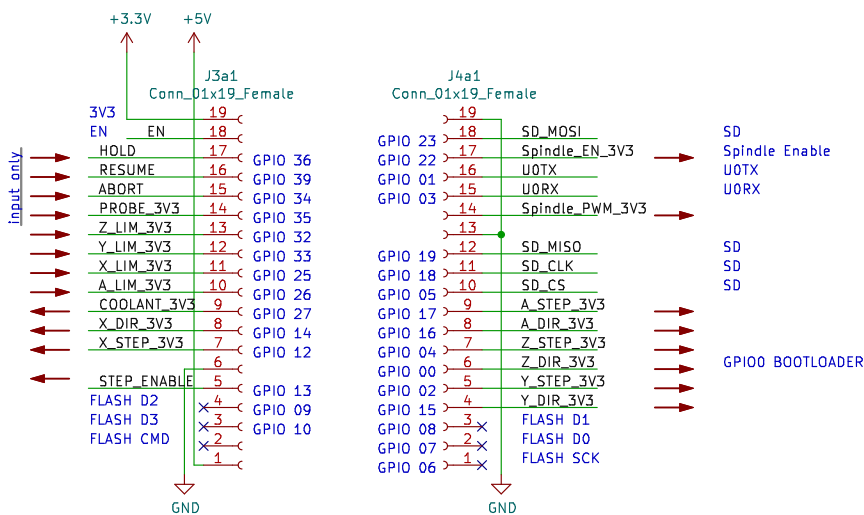 +3.3V +5V
J3a1 J4a1
Conn_01x19_Female Conn_01x19_Female
3V3 19
EN EN 18
HOLD 17 GPIO 36
RESUME 16 GPIO 39
ABORT 15 GPIO 34
PROBE_3V3 14 GPIO 35
input only
Z_LIM_3V3 13 GPIO 32
Y_LIM_3V3 12 GPIO 33
X_LIM_3V3 11 GPIO 25
A_LIM_3V3 10 GPIO 26
COOLANT_3V3 9 GPIO 27
X_DIR_3V3 8 GPIO 14
X_STEP_3V3 7 GPIO 12
6
STEP_ENABLE 5 GPIO 13
FLASH D2 4 GPIO 09
FLASH D3 3 GPIO 10
FLASH CMD 2
1
GND
19
GPIO 23 18 SD_MOSI SD
GPIO 22 17 Spindle_EN_3V3 Spindle Enable
GPIO 01 16 U0TX U0TX
GPIO 03 15 U0RX U0RX
14 Spindle_PWM_3V3
13
GPIO 19 12 SD_MISO SD
GPIO 18 11 SD_CLK SD
GPIO 05 10 SD_CS SD
GPIO 17 9 A_STEP_3V3
GPIO 16 8 A_DIR_3V3
GPIO 04 7 Z_STEP_3V3
GPIO 00 6 Z_DIR_3V3 GPIO0 BOOTLOADER
GPIO 02 5 Y_STEP_3V3
GPIO 15 4 Y_DIR_3V3
GPIO 08 3 FLASH D1
GPIO 07 2 FLASH D0
GPIO 06 1 FLASH SCK
GND